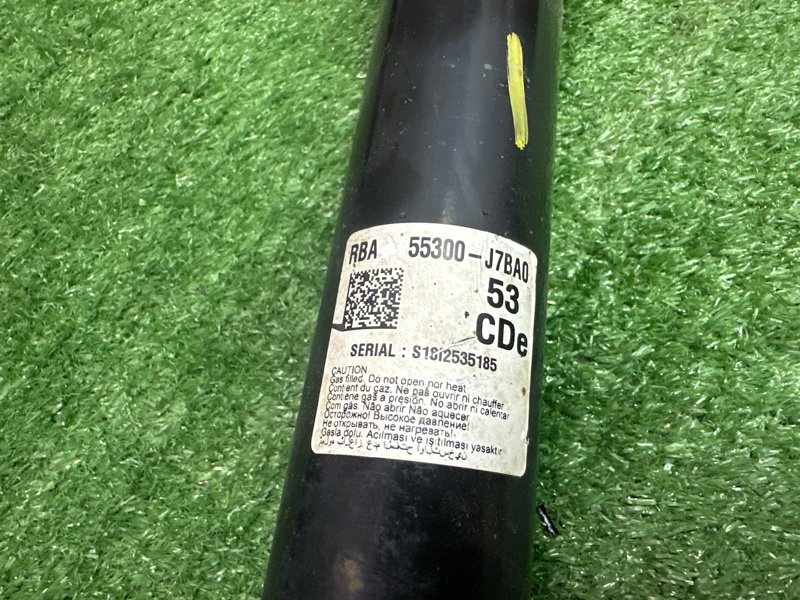 RBA 55300-J7BA0
53
CDe
SERIAL : S18I2535185
CAUTION
Gas filled. Do not open nor heat
Contient du gaz. Ne pas ouvrir ni chauffer
Contiene gas a presión. No abrir ni calentar
Com gás. Não abrir Não aquecer
Осторожно! Высокое давление!
Не открывать, не нагревать!
Gasla dolu. Açılması ve ısıtılması yasaktır